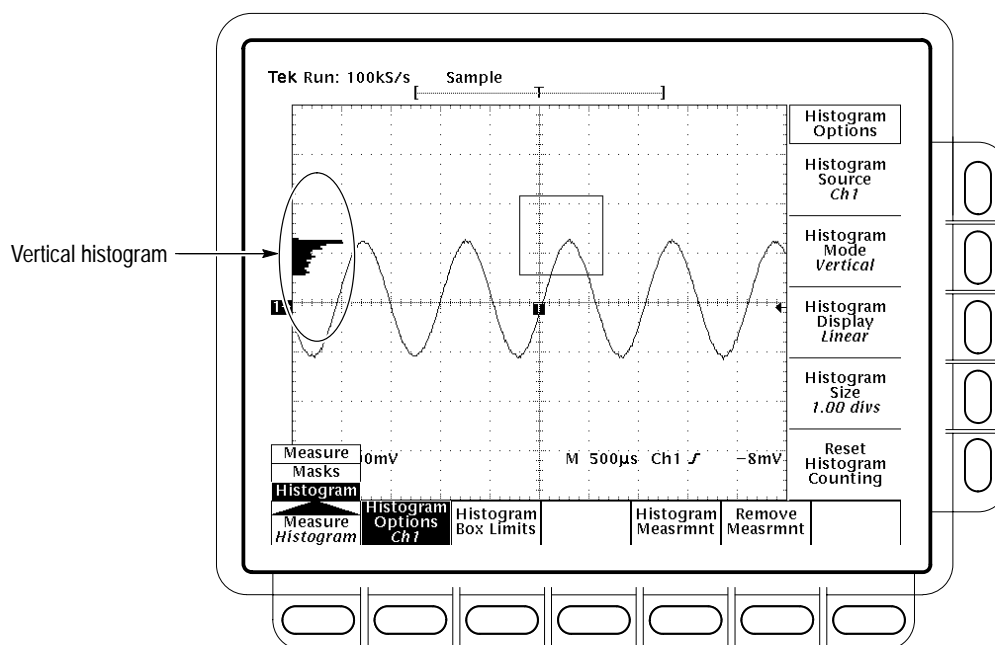 Tek Run: 100kS/s Sample
[ T ]
Histogram
Options
Histogram
Source
Ch1
Histogram
Mode
Vertical
Vertical histogram
1
T
Histogram
Display
Linear
Histogram
Size
1.00 divs
Measure
Masks
Histogram
0mV
M 500µs Ch1 −8mV
Reset
Histogram
Counting
Measure
Histogram
Histogram
Options
Ch1
Histogram
Box Limits
Histogram
Measrmnt
Remove
Measrmnt